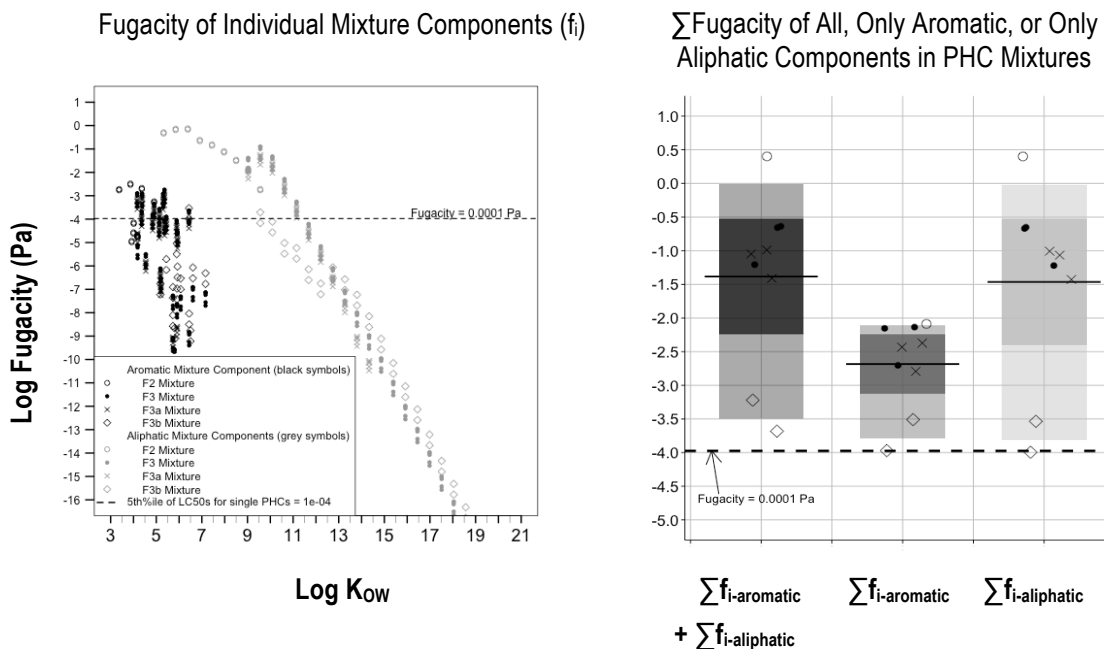 Fugacity of Individual Mixture Components (fi)
∑Fugacity of All, Only Aromatic, or Only
Aliphatic Components in PHC Mixtures
Log Fugacity (Pa)
1
0
-1
-2
-3
-4
-5
-6
-7
-8
-9
-10
-11
-12
-13
-14
-15
-16
Fugacity = 0.0001 Pa
Aromatic Mixture Component (black symbols)
F2 Mixture
F3 Mixture
F3a Mixture
F3b Mixture
Aliphatic Mixture Components (grey symbols)
F2 Mixture
F3 Mixture
F3a Mixture
F3b Mixture
5th%ile of LC50s for single PHCs = 1e-04
3 5 7 9 11 13 15 17 19 21
Log KOW
1.0
0.5
0.0
-0.5
-1.0
-1.5
-2.0
-2.5
-3.0
-3.5
-4.0
-4.5
-5.0
Fugacity = 0.0001 Pa
∑fi-aromatic ∑fi-aromatic ∑fi-aliphatic
+ ∑fi-aliphatic